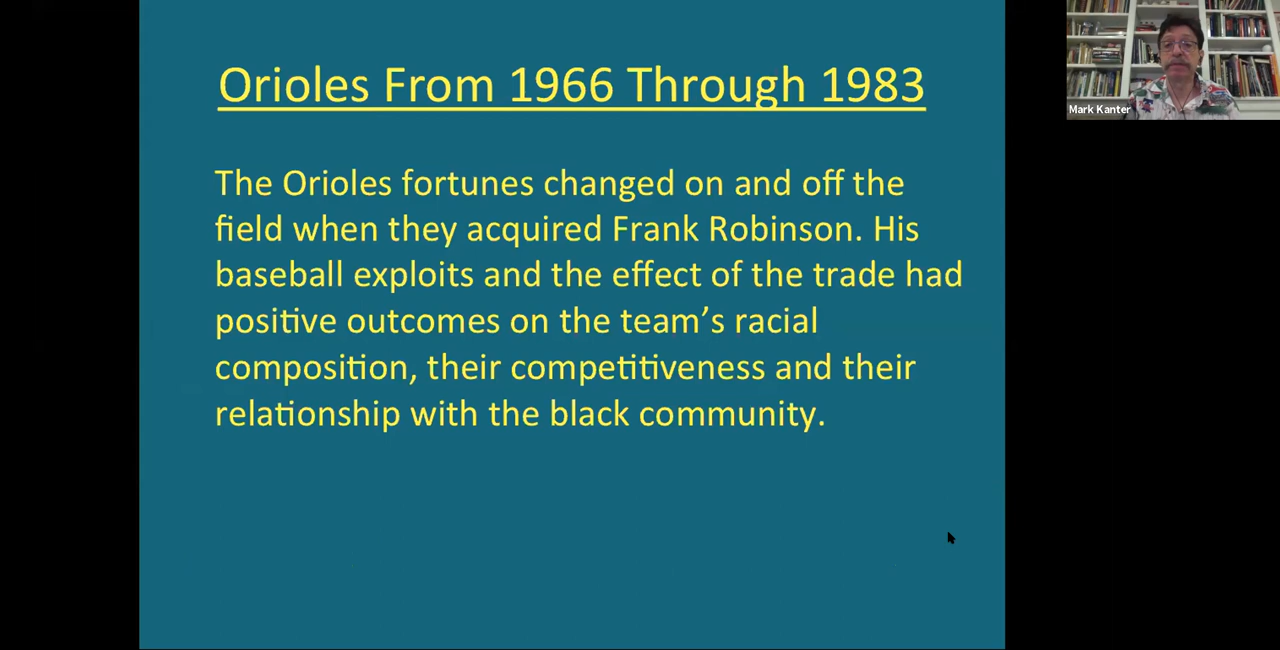 Orioles From 1966 Through 1983
The Orioles fortunes changed on and off the
field when they acquired Frank Robinson. His
baseball exploits and the effect of the trade had
positive outcomes on the team’s racial
composition, their competitiveness and their
relationship with the black community.
Mark Kanter